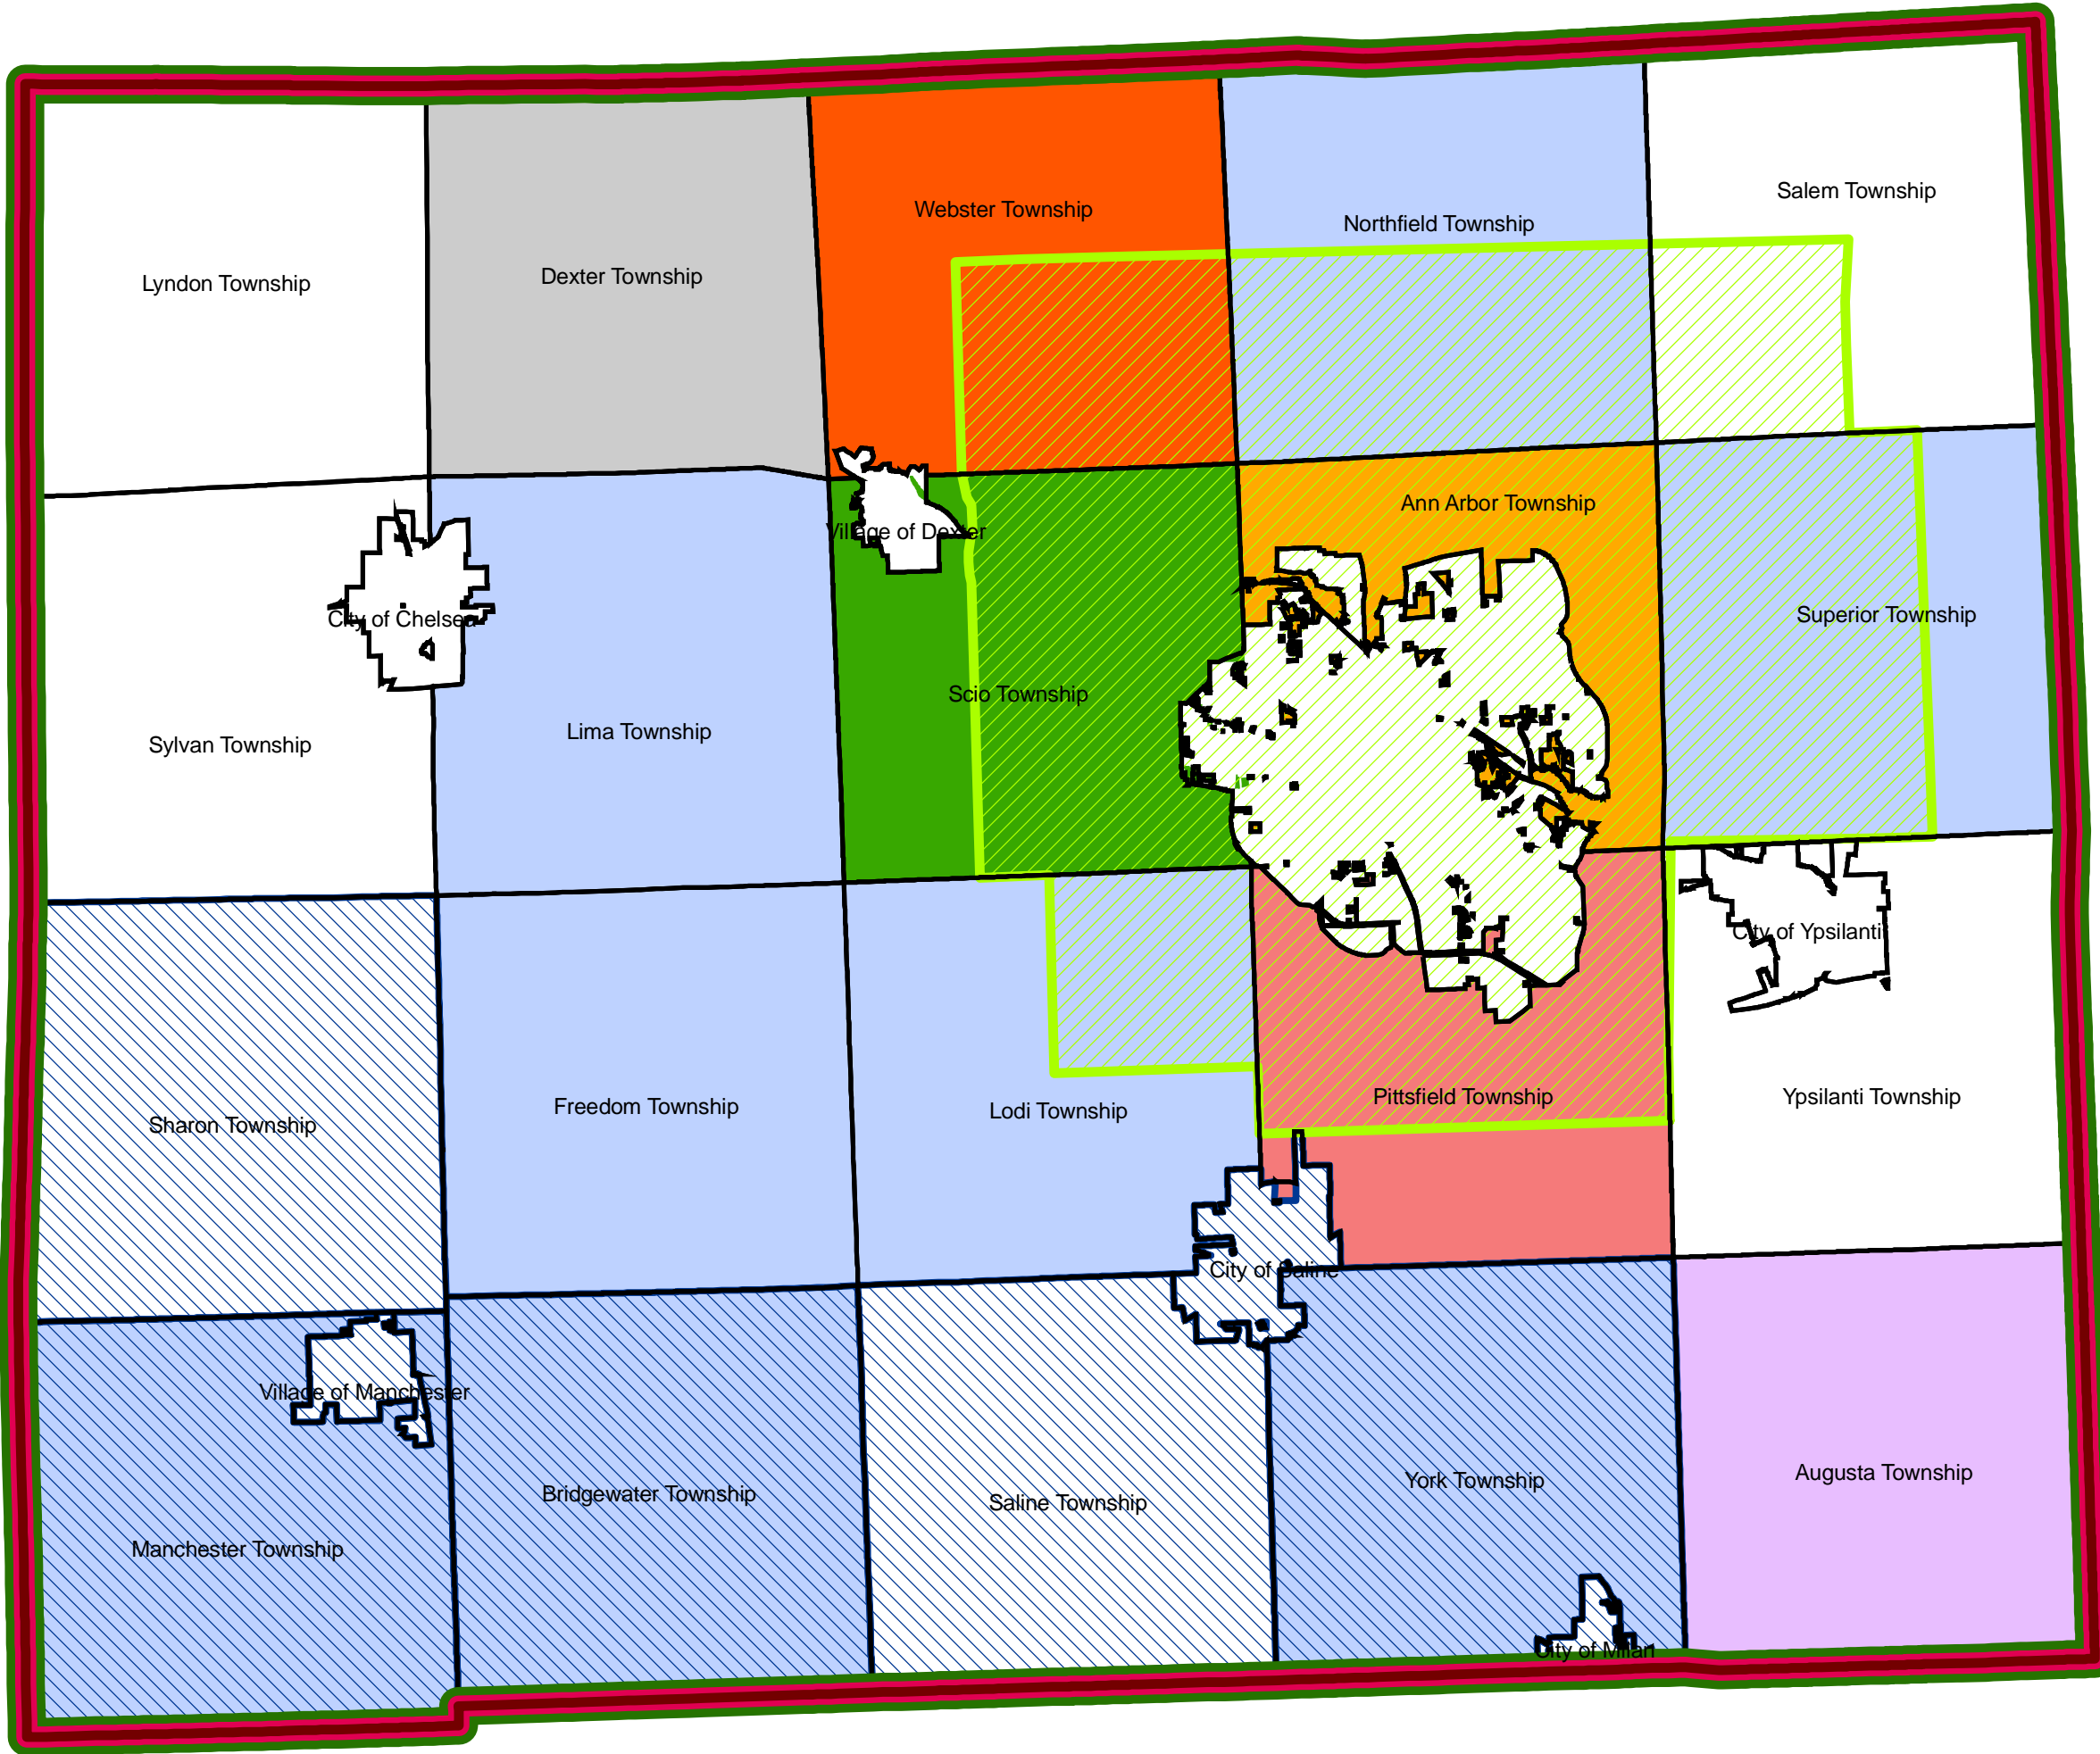 Salem Township
Webster Township
Northfield Township
Dexter Township
Lyndon Township
Ann Arbor Township
Village of Dexter
Superior Township
City of Chelsea
Scio Township
Lima Township
Sylvan Township
City of Ypsilanti
Pittsfield Township
Ypsilanti Township
Freedom Township
Lodi Township
Sharon Township
City of Saline
Village of Manchester
Augusta Township
York Township
Bridgewater Township
Saline Township
Manchester Township
City of Milan